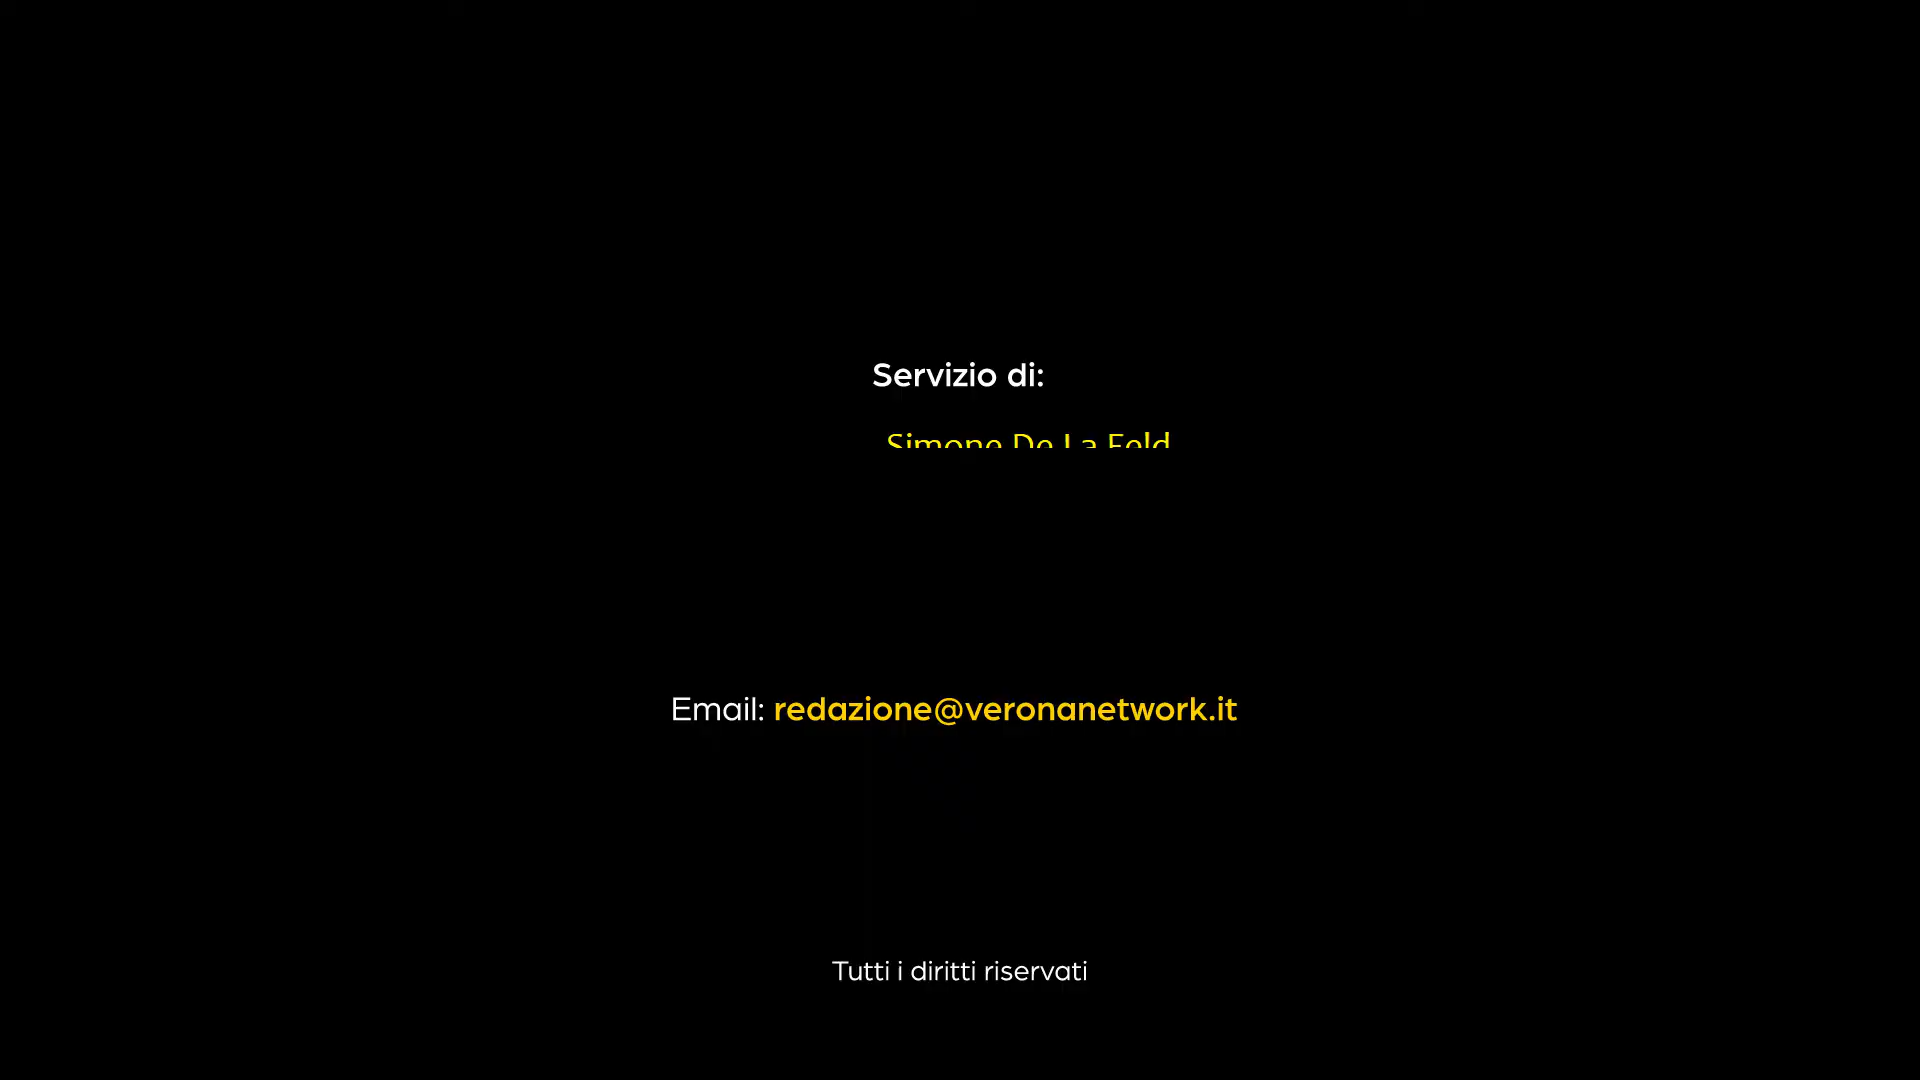 Servizio di:
Simone De La Feld
Email: redazione@veronanetwork.it
Tutti i diritti riservati